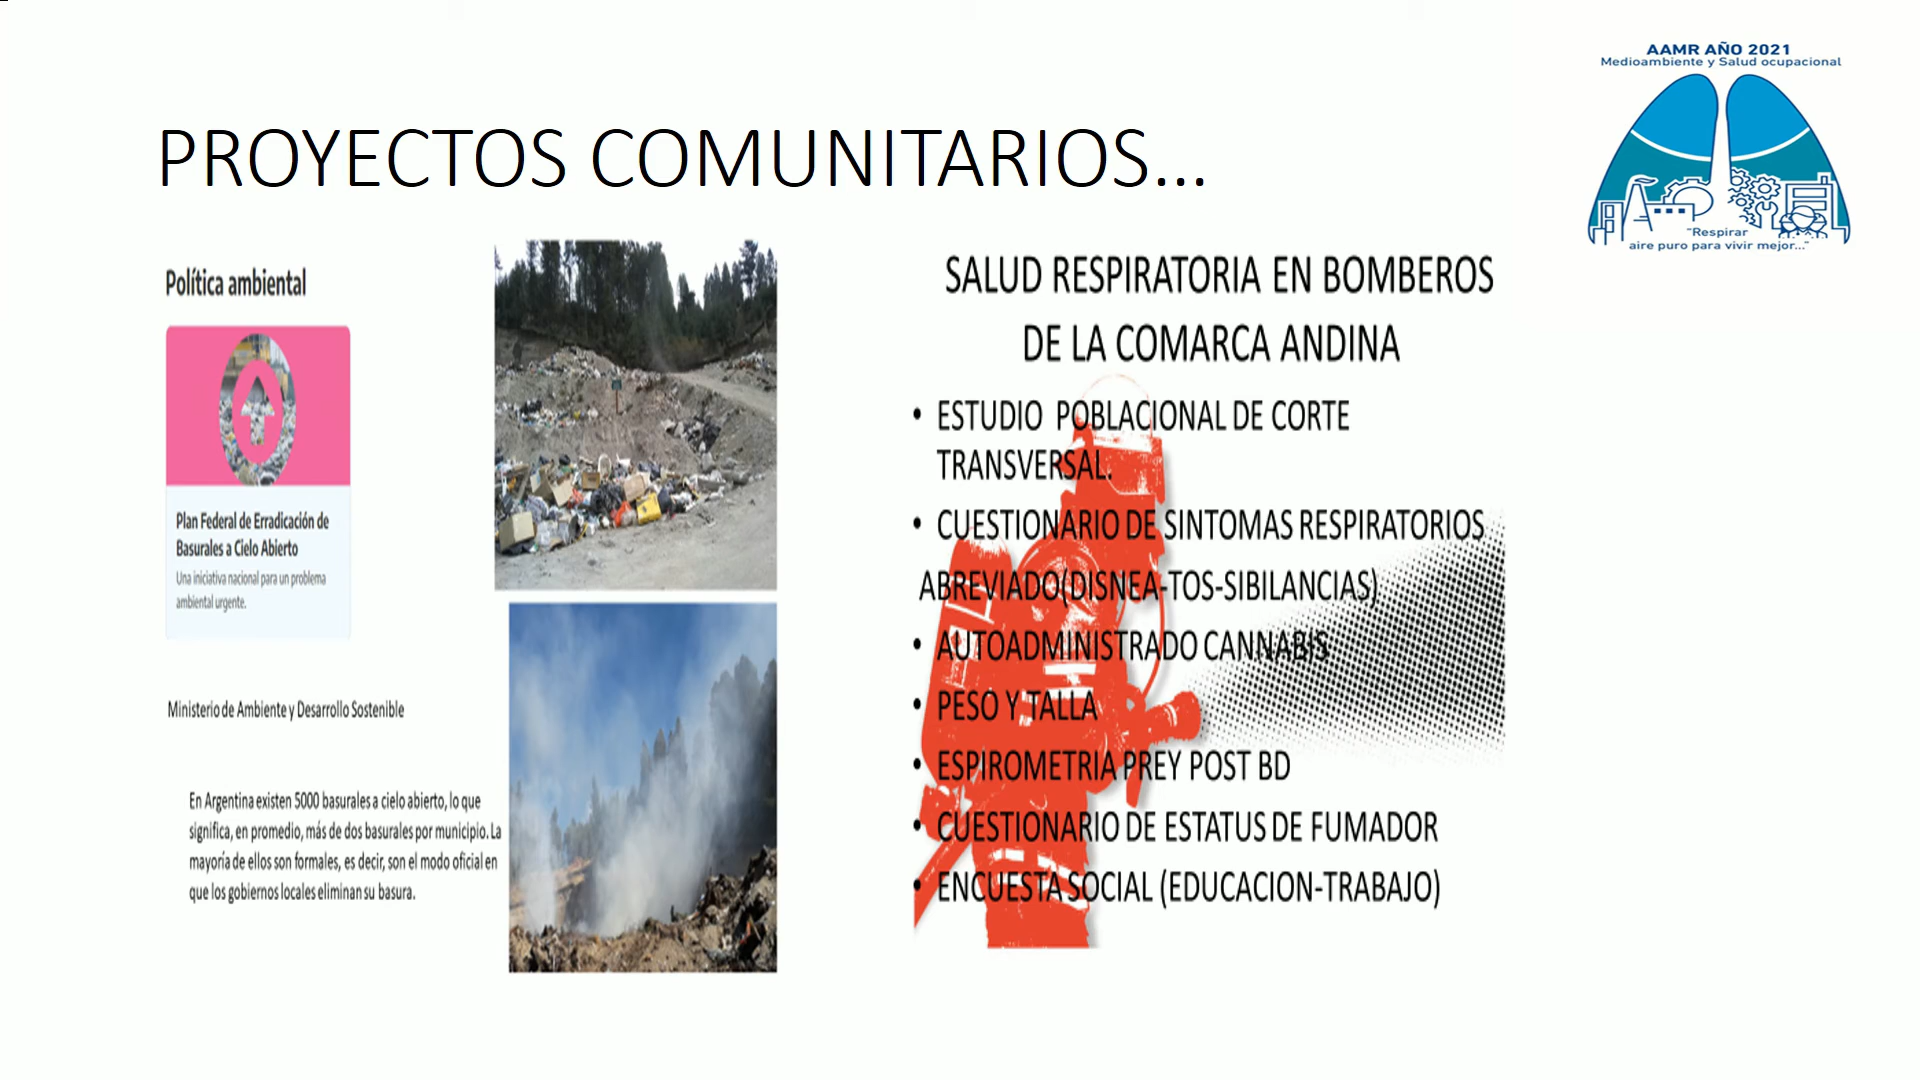 AAMR AÑO 2021
Medioambiente y Salud ocupacional
"Respirar
aire puro para vivir mejor..."
PROYECTOS COMUNITARIOS...
Política ambiental
Plan Federal de Erradicación de
Basurales a Cielo Abierto
Una iniciativa nacional para un problema
ambiental urgente.
Ministerio de Ambiente y Desarrollo Sostenible
En Argentina existen 5000 basurales a cielo abierto, lo que
significa, en promedio, más de dos basurales por municipio. La
mayoría de ellos son formales, es decir, son el modo oficial en
que los gobiernos locales eliminan su basura.
SALUD RESPIRATORIA EN BOMBEROS
DE LA COMARCA ANDINA
• ESTUDIO POBLACIONAL DE CORTE
TRANSVERSAL.
• CUESTIONARIO DE SINTOMAS RESPIRATORIOS
ABREVIADO(DISNEA-TOS-SIBILANCIAS)
• AUTOADMINISTRADO CANNABIS
• PESO Y TALLA
• ESPIROMETRIA PREY POST BD
• CUESTIONARIO DE ESTATUS DE FUMADOR
• ENCUESTA SOCIAL (EDUCACION-TRABAJO)